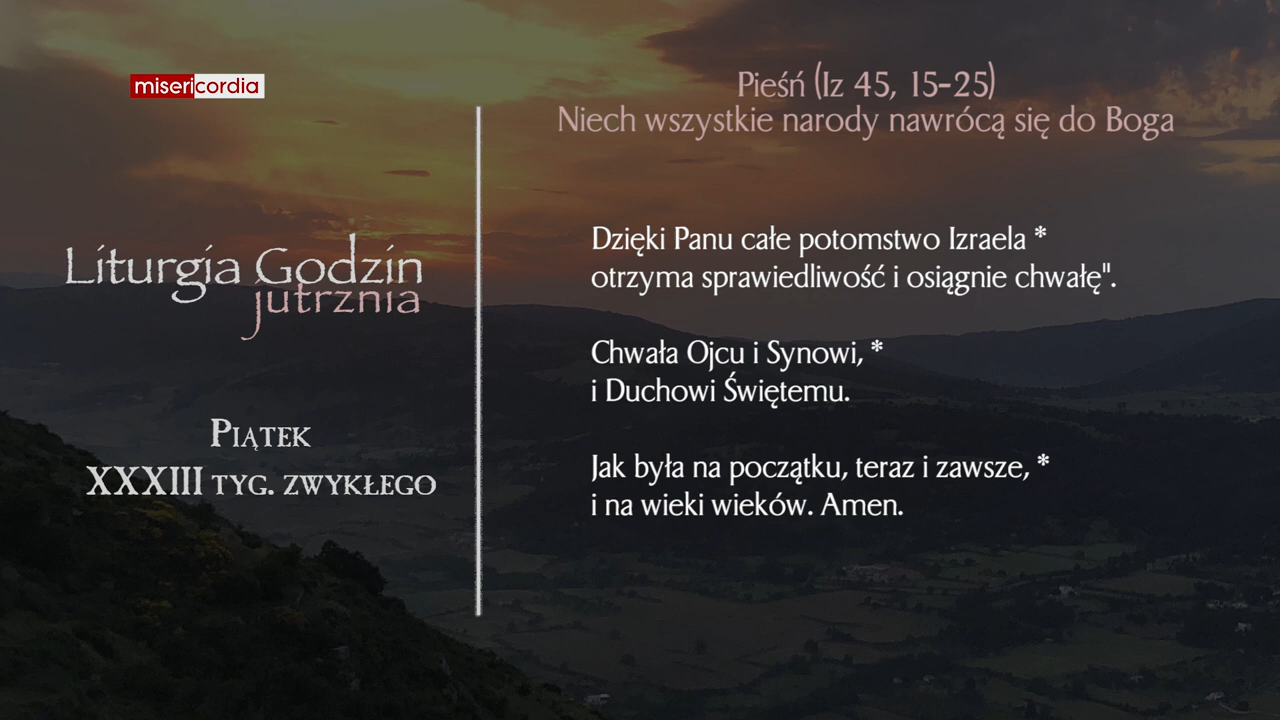 misericordia
Liturgia Godzin
jutrznia
Piątek
XXXIII tyg. zwykłego
Pieśń (Iz 45, 15-25)
Niech wszystkie narody nawrócą się do Boga
Dzięki Panu całe potomstwo Izraela *
otrzyma sprawiedliwość i osiągnie chwałę".
Chwała Ojcu i Synowi, *
i Duchowi Świętemu.
Jak była na początku, teraz i zawsze, *
i na wieki wieków. Amen.